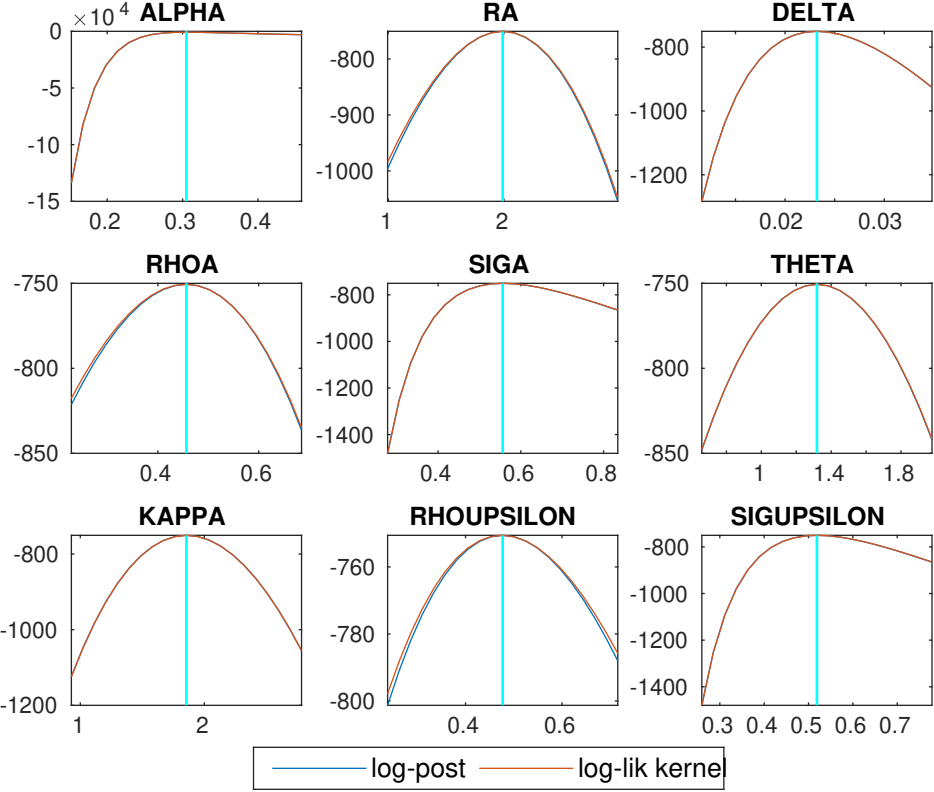 ×10⁴ ALPHA RA DELTA
0 -5 -10 -15
0.2 0.3 0.4
-800 -900 -1000
1 2
-800 -1000 -1200
0.02 0.03
RHOA SIGA THETA
-750 -800 -850
0.4 0.6
-800 -1000 -1200 -1400
0.4 0.6 0.8
-750 -800 -850
1 1.4 1.8
KAPPA RHOUPSILON SIGUPSILON
-800 -1000 -1200
1 2
-760 -780 -800
0.4 0.6
-800 -1000 -1200 -1400
0.3 0.4 0.5 0.6 0.7
log-post log-lik kernel